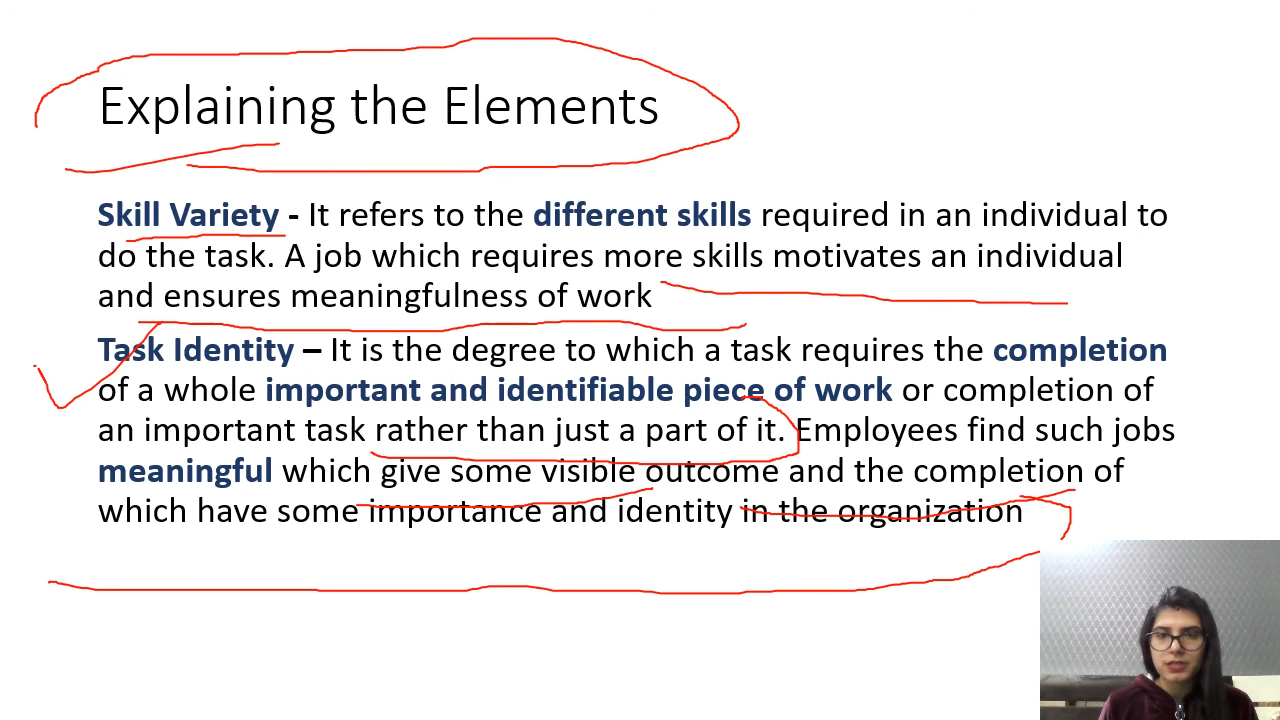 Explaining the Elements
Skill Variety - It refers to the different skills required in an individual to
do the task. A job which requires more skills motivates an individual
and ensures meaningfulness of work
Task Identity – It is the degree to which a task requires the completion
of a whole important and identifiable piece of work or completion of
an important task rather than just a part of it. Employees find such jobs
meaningful which give some visible outcome and the completion of
which have some importance and identity in the organization